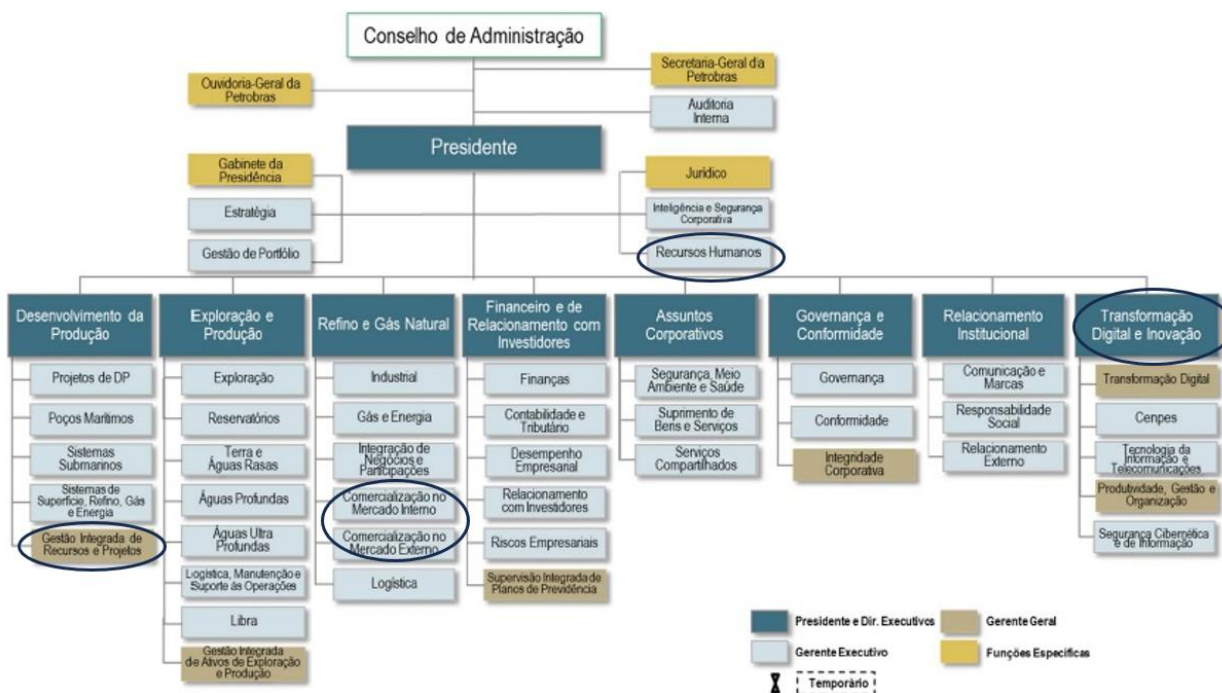 Conselho de Administração
Ouvidoria-Geral da
Petrobras
Secretaria-Geral da
Petrobras
Auditoria
Interna
Presidente
Gabinete da
Presidência
Estratégia
Gestão de Portfólio
Jurídico
Inteligência e Segurança
Corporativa
Recursos Humanos
Desenvolvimento da
Produção
Projetos de DP
Poços Marítimos
Sistemas
Submarinos
Sistemas de
Superfície, Refino, Gás
e Energia
Gestão Integrada de
Recursos e Projetos
Exploração e
Produção
Exploração
Reservatórios
Terra e
Águas Rasas
Águas Profundas
Águas Ultra
Profundas
Logística, Manutenção e
Suporte às Operações
Libra
Gestão Integrada
de Ativos de Exploração
e Produção
Refino e Gás Natural
Industrial
Gás e Energia
Integração de
Negócios e
Participações
Comercialização no
Mercado Interno
Comercialização no
Mercado Externo
Logística
Financeiro e de
Relacionamento com
Investidores
Finanças
Contabilidade e
Tributário
Desempenho
Empresarial
Relacionamento
com Investidores
Riscos Empresariais
Supervisão Integrada de
Planos de Previdência
Assuntos
Corporativos
Segurança, Meio
Ambiente e Saúde
Suprimento de
Bens e Serviços
Serviços
Compartilhados
Governança e
Conformidade
Governança
Conformidade
Integridade
Corporativa
Relacionamento
Institucional
Comunicação e
Marcas
Responsabilidade
Social
Relacionamento
Externo
Transformação
Digital e Inovação
Transformação Digital
Cenpes
Tecnologia da
Informação e
Telecomunicações
Produtividade, Gestão e
Organização
Segurança Cibernética
e de Informação
Presidente e Dir. Executivos
Gerente Geral
Gerente Executivo
Funções Específicas
Temporário